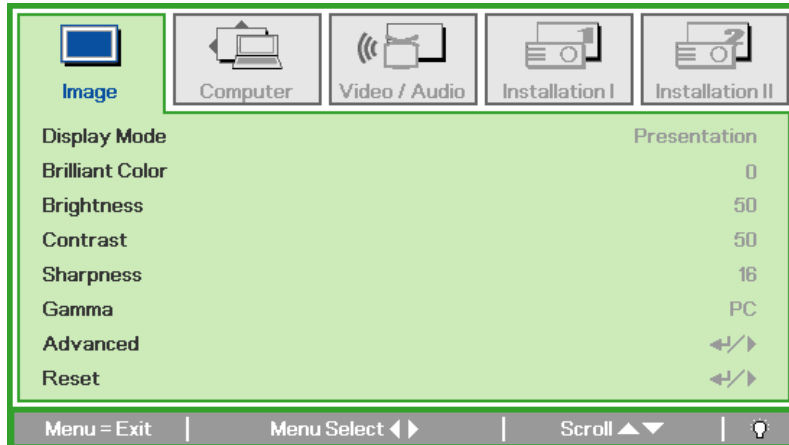 Image Computer Video / Audio Installation I Installation II
Display Mode Presentation
Brilliant Color 0
Brightness 50
Contrast 50
Sharpness 16
Gamma PC
Advanced ↵/▶
Reset ↵/▶
Menu = Exit Menu Select ◀▶ Scroll ▲▼